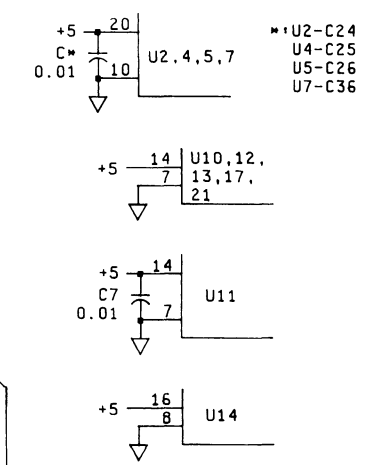 +5 20
C* U2,4,5,7
0.01 10
*:U2-C24
U4-C25
U5-C26
U7-C36
+5 14 U10,12,
7 13,17,
21
+5 14
C7 U11
0.01 7
+5 16
8 U14